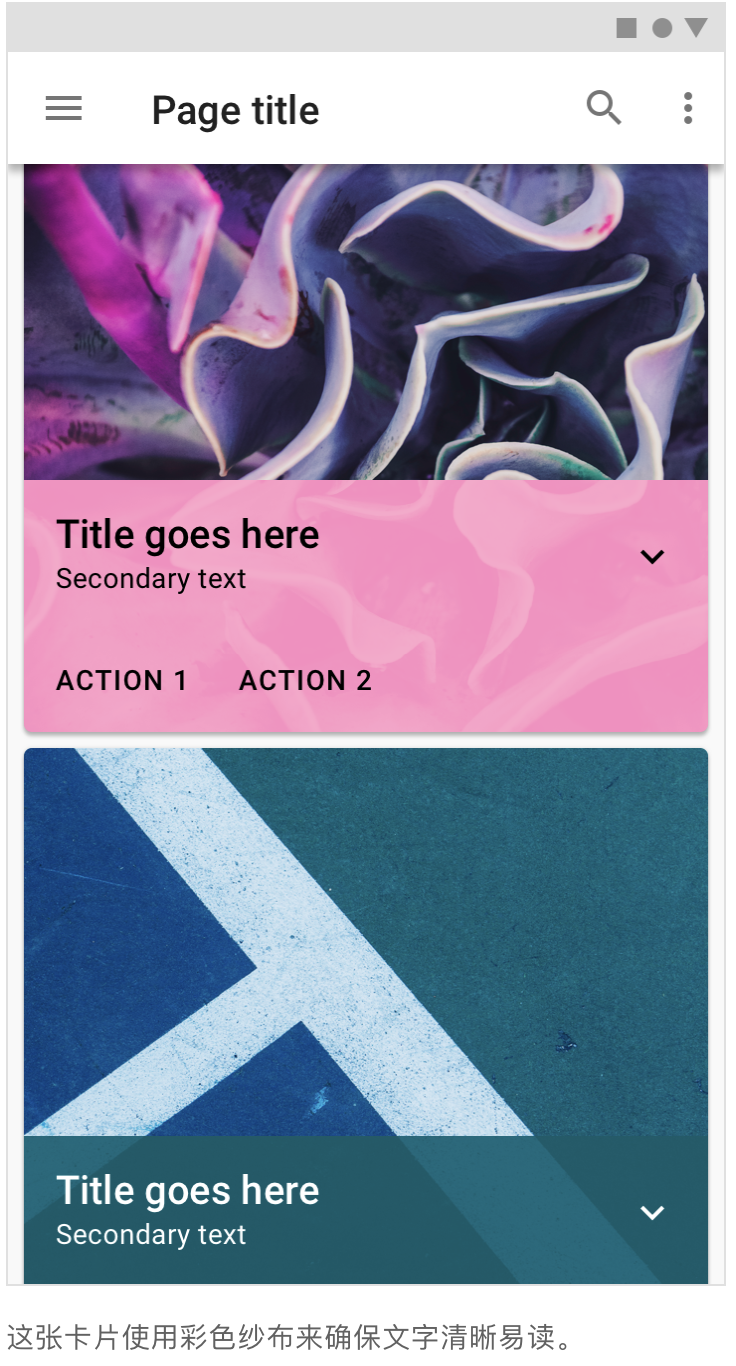 Page title
Title goes here
Secondary text
ACTION 1 ACTION 2
Title goes here
Secondary text
这张卡片使用彩色纱布来确保文字清晰易读。